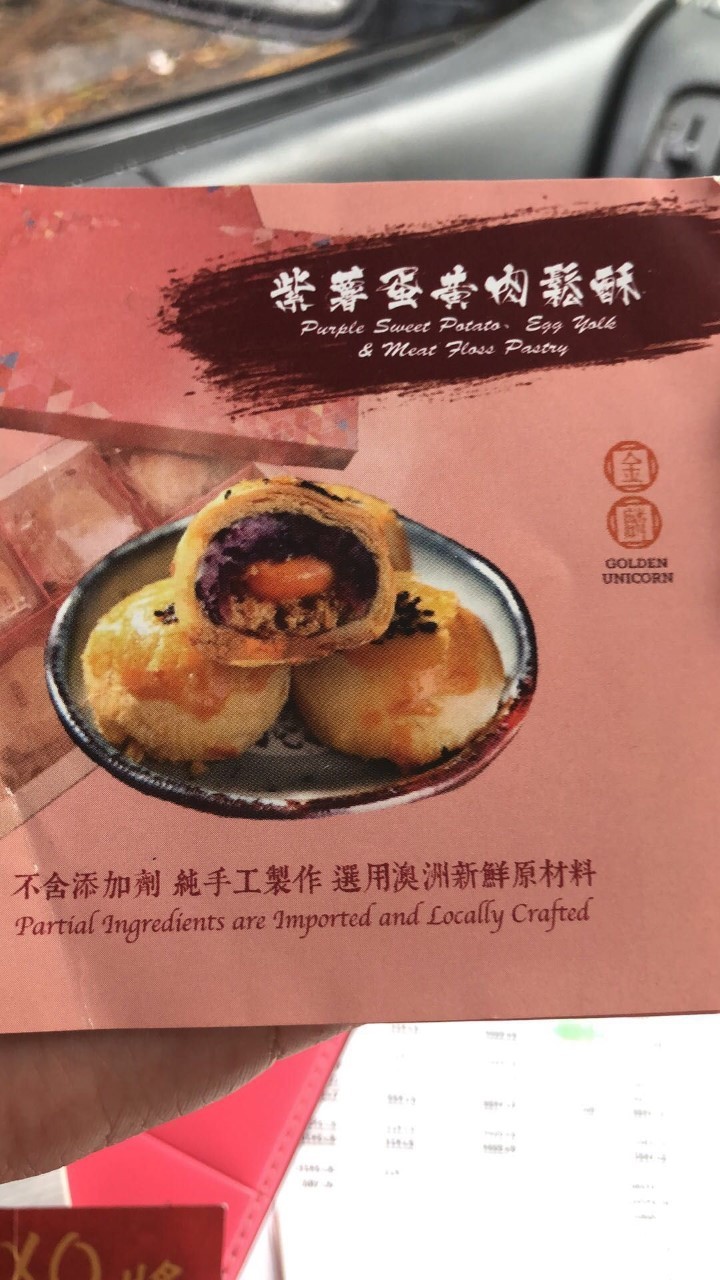 紫薯蛋黄肉鬆酥
Purple Sweet Potato、Egg Yolk
& Meat Floss Pastry
金
麟
GOLDEN
UNICORN
不含添加劑 純手工製作 選用澳洲新鮮原材料
Partial Ingredients are Imported and Locally Crafted
XO